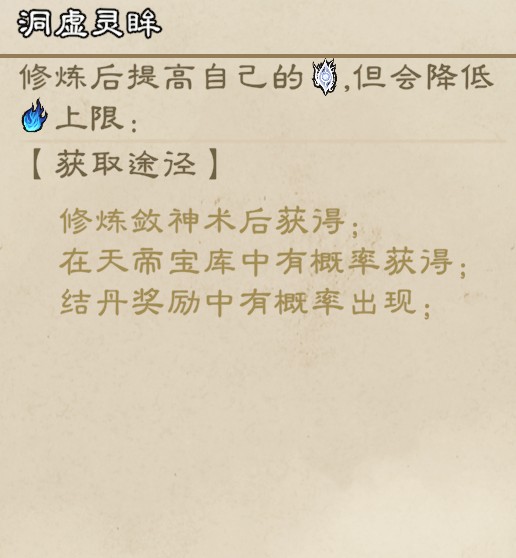 洞虚灵眸
修炼后提高自己的,但会降低
上限：
【获取途径】
修炼敛神术后获得；
在天帝宝库中有概率获得；
结丹奖励中有概率出现；